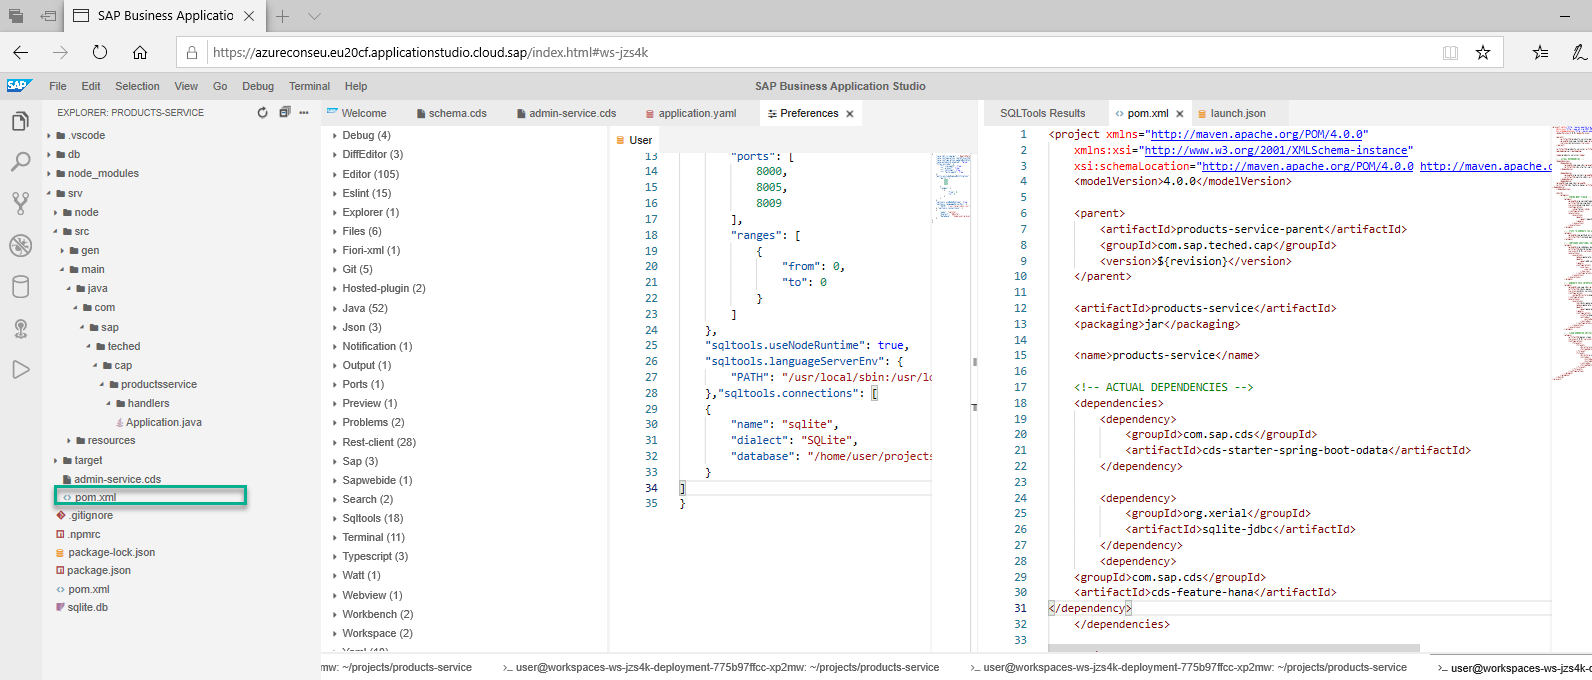 SAP Business Applicatio
https://azureconseu.eu20cf.applicationstudio.cloud.sap/index.html#ws-jzs4k
SAP File Edit Selection View Go Debug Terminal Help
SAP Business Application Studio
EXPLORER: PRODUCTS-SERVICE
.vscode
db
node_modules
srv
node
src
gen
main
java
com
sap
teched
cap
productsservice
handlers
Application.java
resources
target
admin-service.cds
pom.xml
.gitignore
.npmrc
package-lock.json
package.json
pom.xml
sqlite.db
Welcome schema.cds admin-service.cds application.yaml Preferences
Debug (4)
DiffEditor (3)
Editor (105)
Eslint (15)
Explorer (1)
Files (6)
Fiori-xml (1)
Git (5)
Hosted-plugin (2)
Java (52)
Json (3)
Notification (1)
Output (1)
Ports (1)
Preview (1)
Problems (2)
Rest-client (28)
Sap (3)
Sapwebide (1)
Search (2)
Sqltools (18)
Terminal (11)
Typescript (3)
Watt (1)
Webview (1)
Workbench (2)
Workspace (2)
User
13 "ports": [
14 8000,
15 8005,
16 8009
17 ],
18 "ranges": [
19 {
20 "from": 0,
21 "to": 0
22 }
23 ]
24 },
25 "sqltools.useNodeRuntime": true,
26 "sqltools.languageServerEnv": {
27 "PATH": "/usr/local/sbin:/usr/lo
28 },"sqltools.connections": [
29 {
30 "name": "sqlite",
31 "dialect": "SQLite",
32 "database": "/home/user/projects
33 }
34 ]
35 }
SQLTools Results pom.xml launch.json
1 <project xmlns="http://maven.apache.org/POM/4.0.0"
2 xmlns:xsi="http://www.w3.org/2001/XMLSchema-instance"
3 xsi:schemaLocation="http://maven.apache.org/POM/4.0.0 http://maven.apache.o
4 <modelVersion>4.0.0</modelVersion>
5
6 <parent>
7 <artifactId>products-service-parent</artifactId>
8 <groupId>com.sap.teched.cap</groupId>
9 <version>${revision}</version>
10 </parent>
11
12 <artifactId>products-service</artifactId>
13 <packaging>jar</packaging>
14
15 <name>products-service</name>
16
17 <!-- ACTUAL DEPENDENCIES -->
18 <dependencies>
19 <dependency>
20 <groupId>com.sap.cds</groupId>
21 <artifactId>cds-starter-spring-boot-odata</artifactId>
22 </dependency>
23
24 <dependency>
25 <groupId>org.xerial</groupId>
26 <artifactId>sqlite-jdbc</artifactId>
27 </dependency>
28 <dependency>
29 <groupId>com.sap.cds</groupId>
30 <artifactId>cds-feature-hana</artifactId>
31 </dependency>
32 </dependencies>
33
mw: ~/projects/products-service
user@workspaces-ws-jzs4k-deployment-775b97ffcc-xp2mw: ~/projects/products-service
user@workspaces-ws-jzs4k-deployment-775b97ffcc-xp2mw: ~/projects/products-service
user@workspaces-ws-jzs4k-d